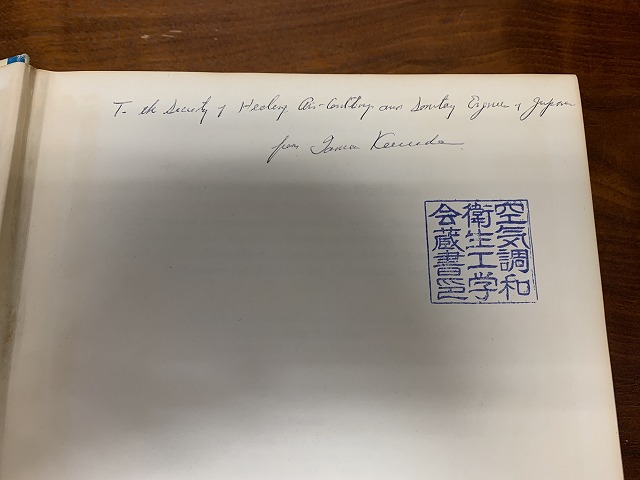 To the Society of Heating Air-Conditioning and Sanitary Engineers of Japan
from
空気調和
衛生工学
会蔵書印